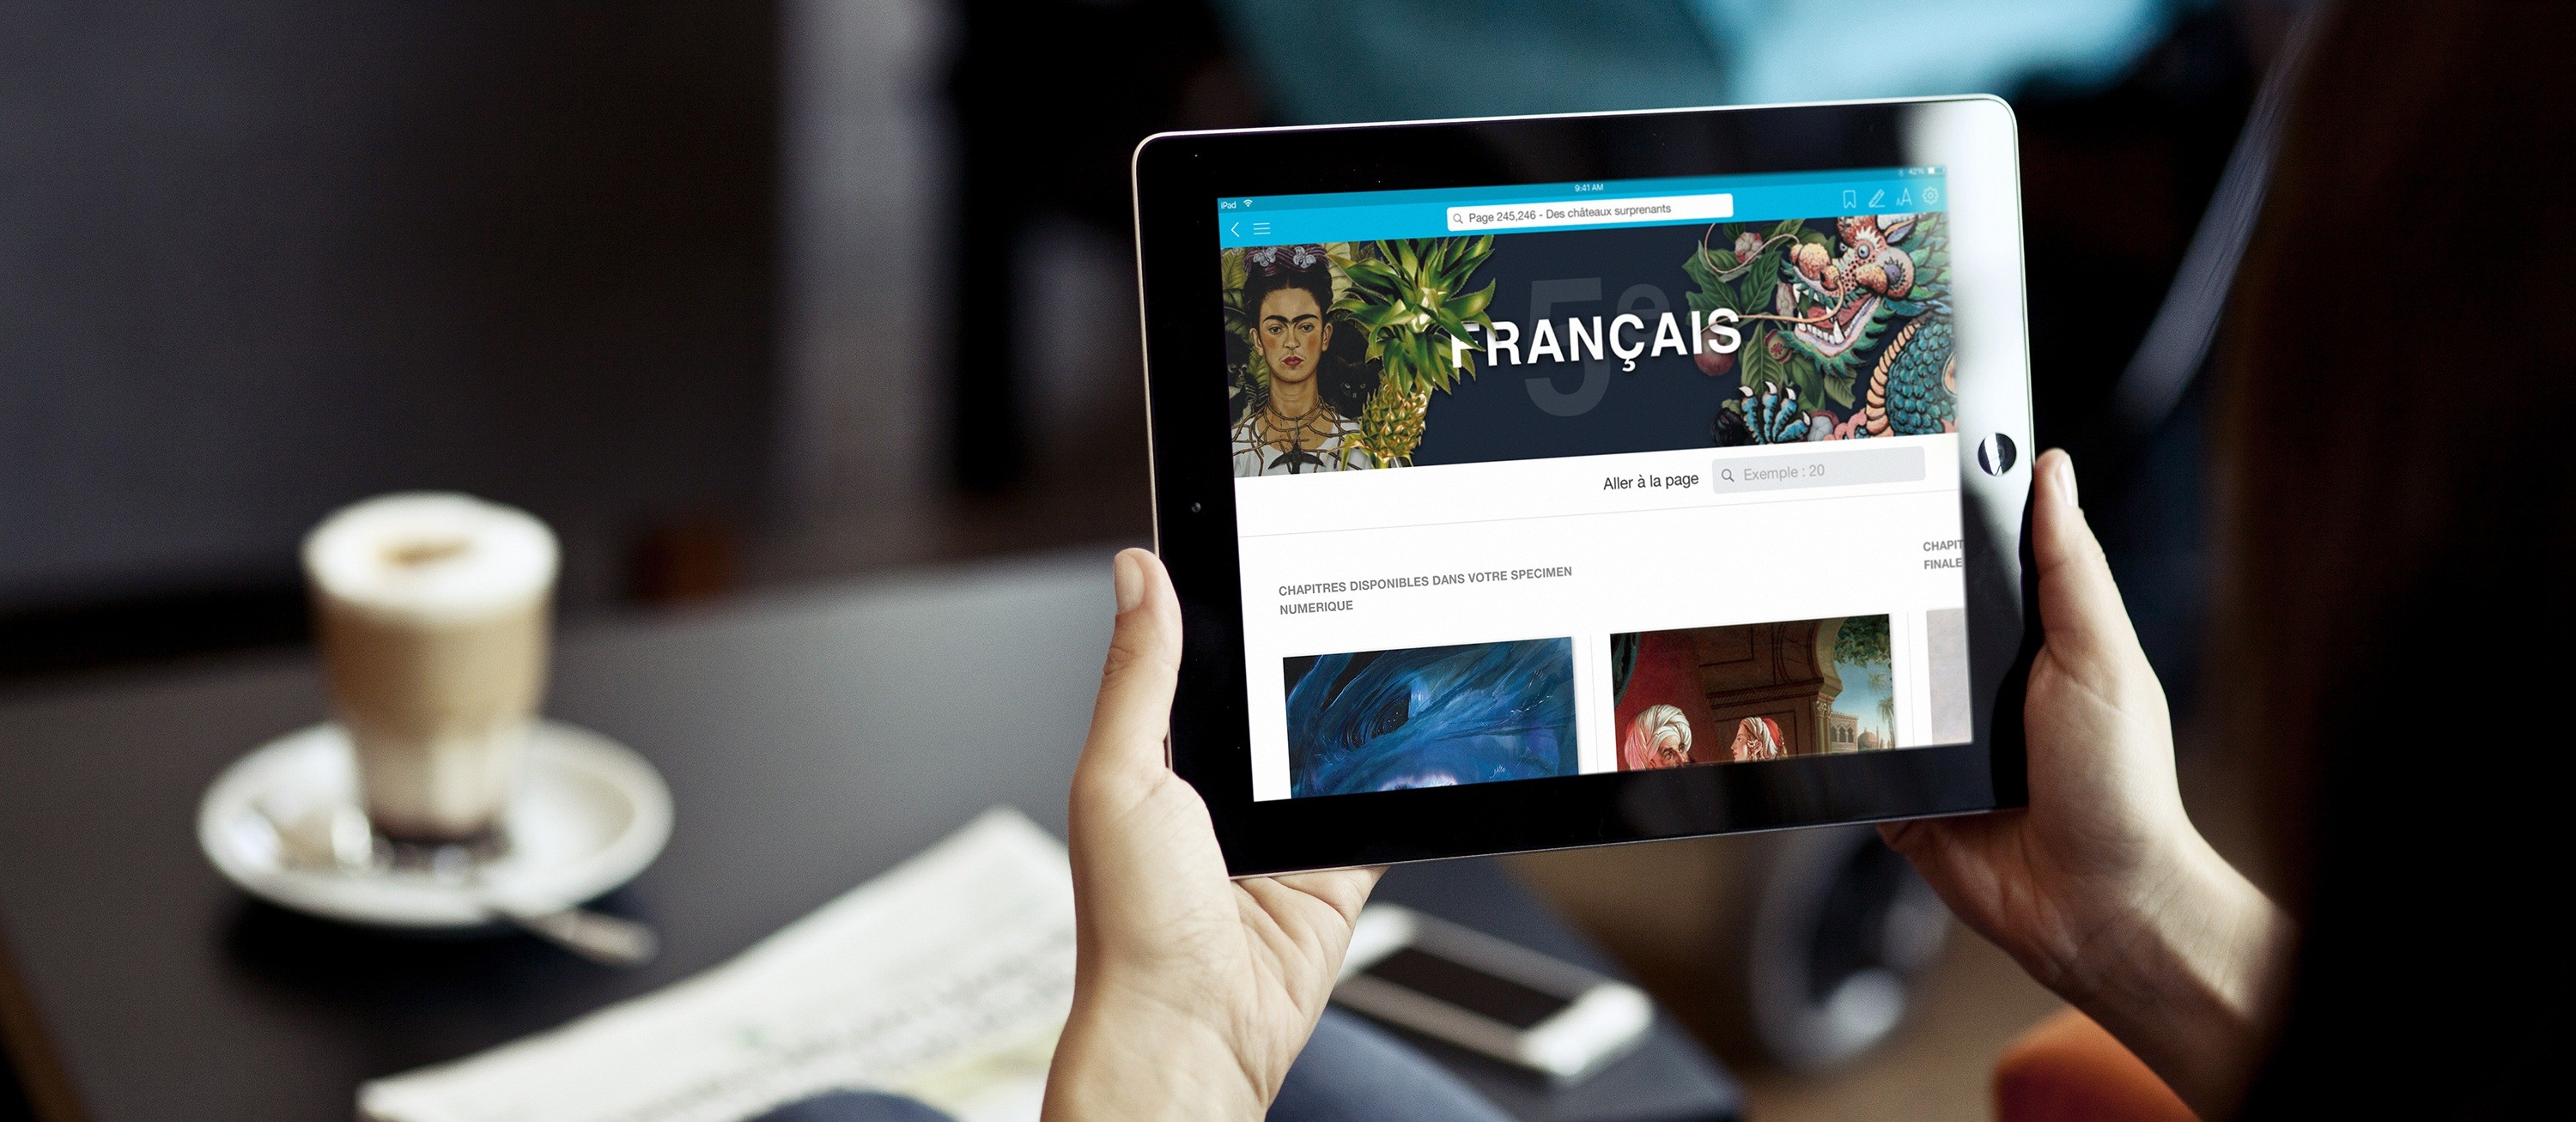 iPad
9:41 AM
42%
Page 245,246 - Des châteaux surprenants
AA
5e
FRANÇAIS
Aller à la page
Exemple : 20
CHAPITRES DISPONIBLES DANS VOTRE SPECIMEN
NUMERIQUE
CHAPIT
FINALE